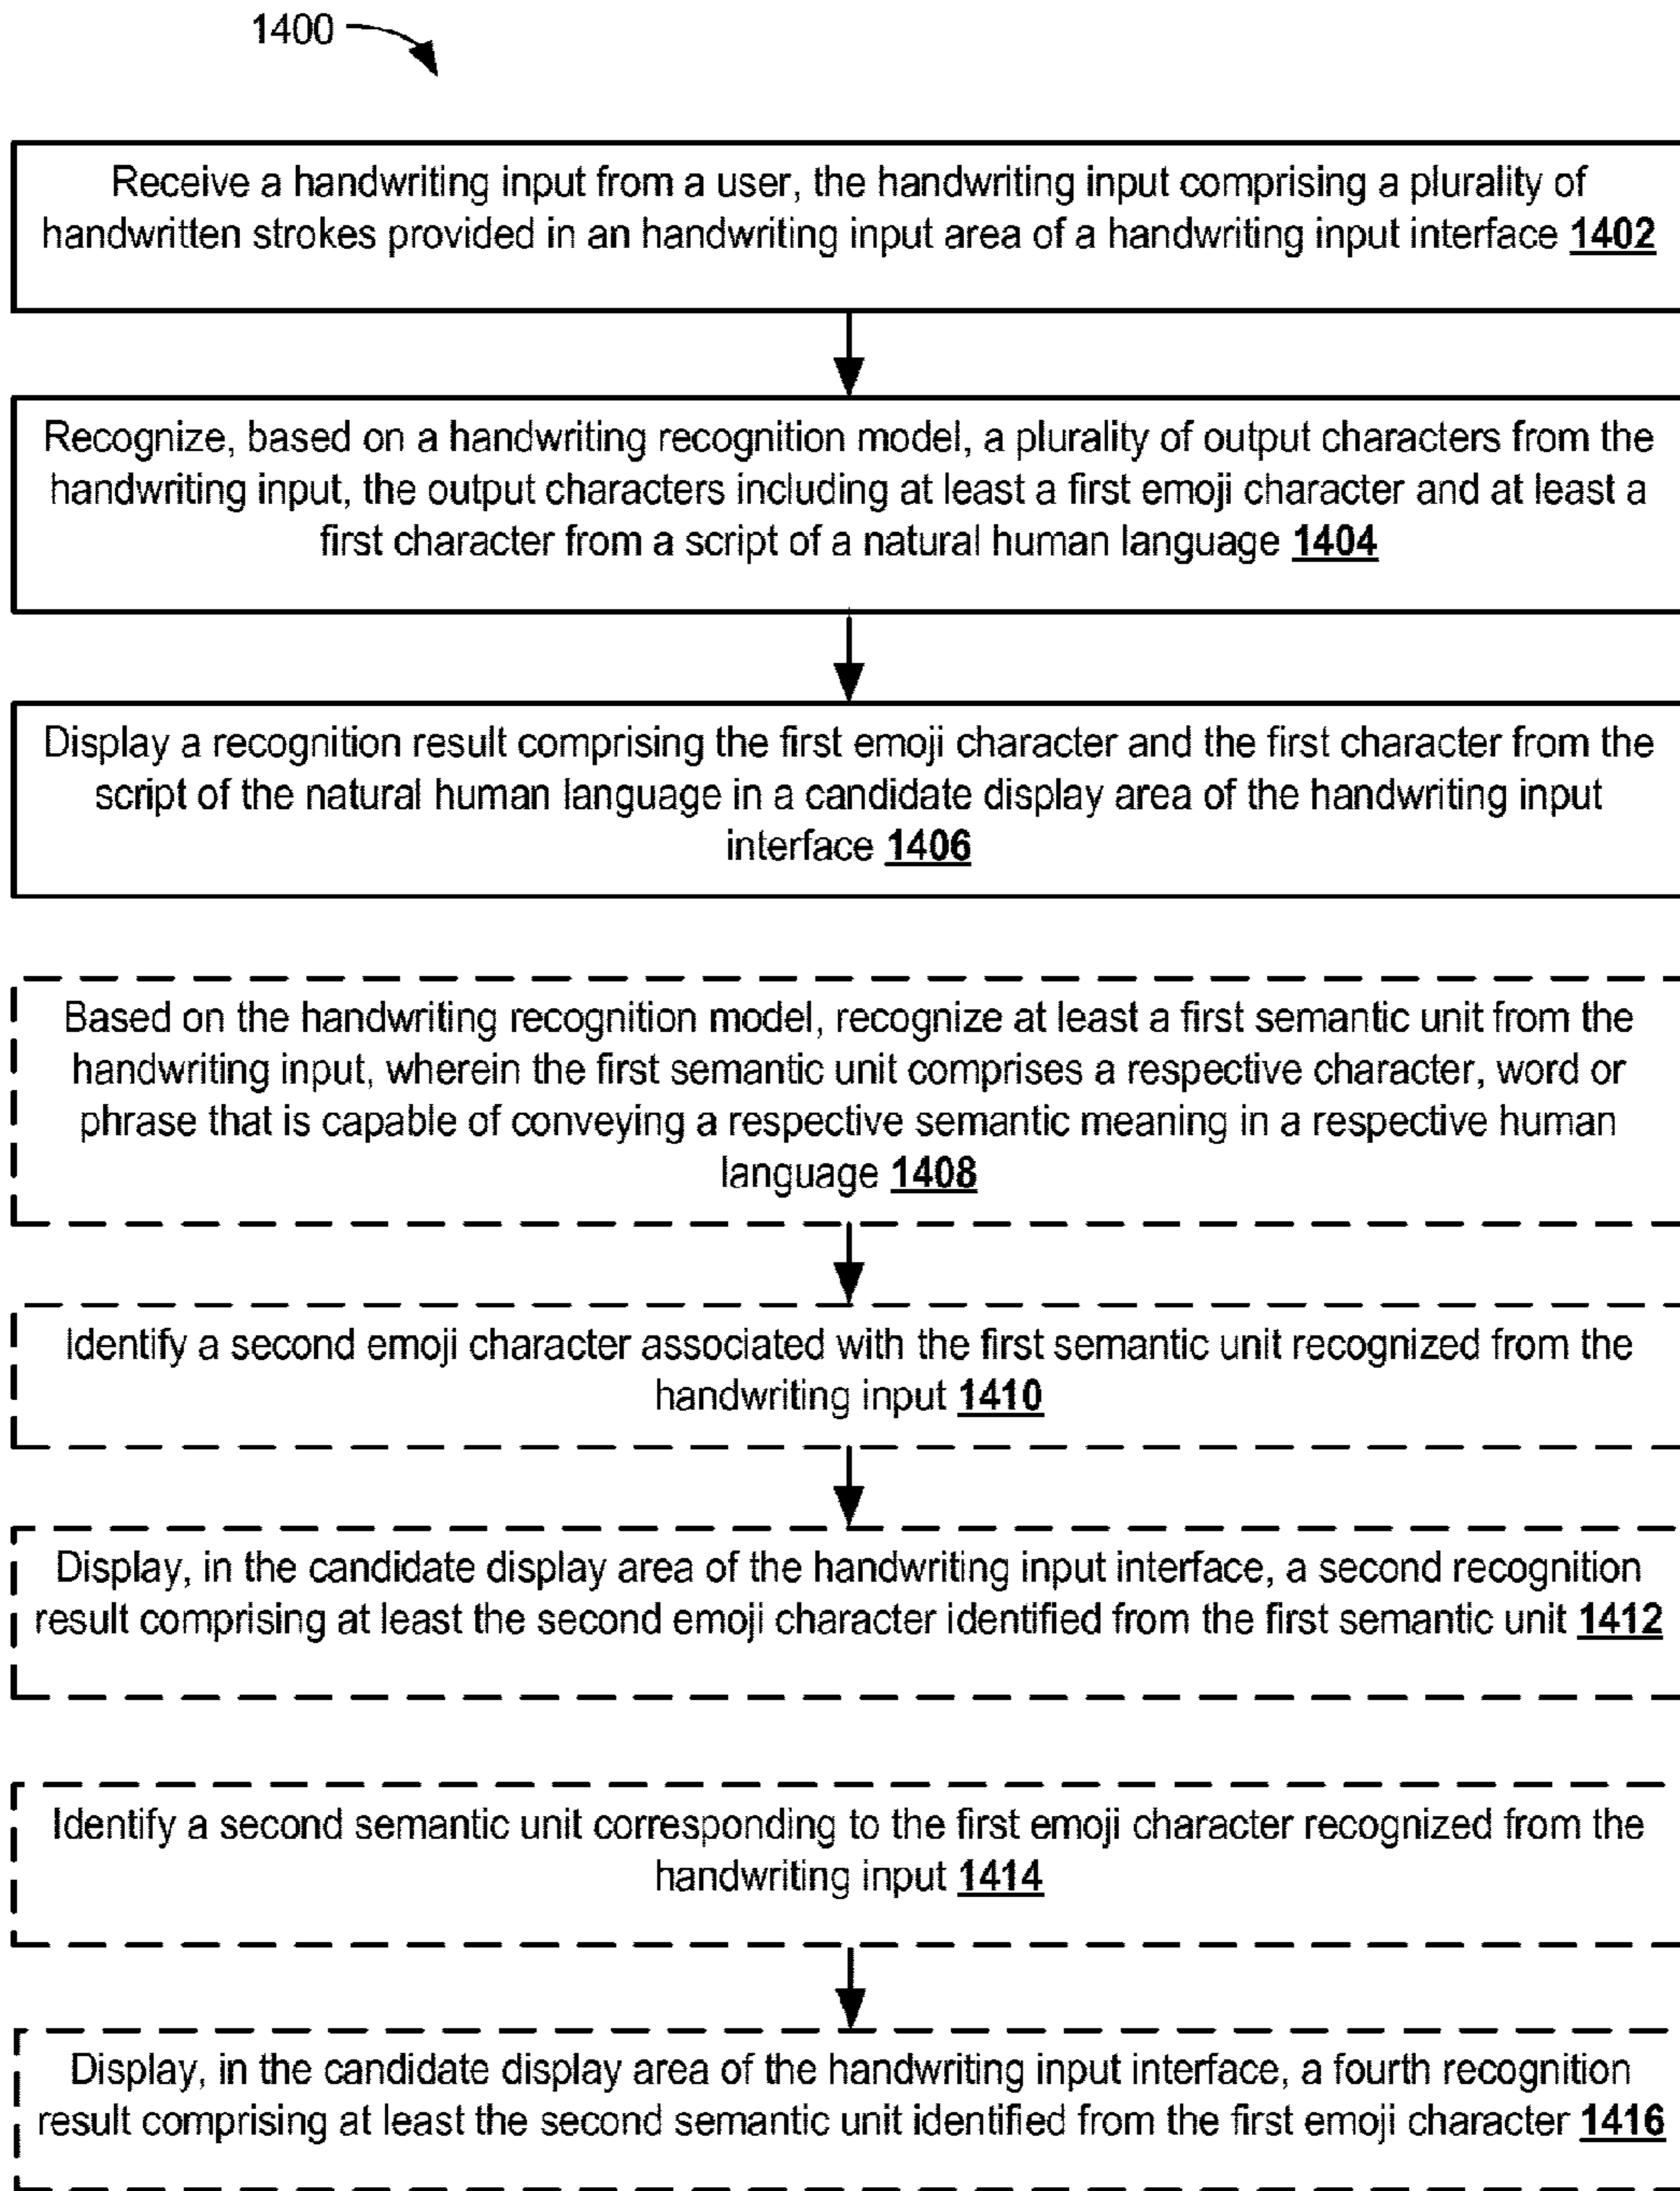 1400
Receive a handwriting input from a user, the handwriting input comprising a plurality of
handwritten strokes provided in an handwriting input area of a handwriting input interface 1402
Recognize, based on a handwriting recognition model, a plurality of output characters from the
handwriting input, the output characters including at least a first emoji character and at least a
first character from a script of a natural human language 1404
Display a recognition result comprising the first emoji character and the first character from the
script of the natural human language in a candidate display area of the handwriting input
interface 1406
Based on the handwriting recognition model, recognize at least a first semantic unit from the
handwriting input, wherein the first semantic unit comprises a respective character, word or
phrase that is capable of conveying a respective semantic meaning in a respective human
language 1408
Identify a second emoji character associated with the first semantic unit recognized from the
handwriting input 1410
Display, in the candidate display area of the handwriting input interface, a second recognition
result comprising at least the second emoji character identified from the first semantic unit 1412
Identify a second semantic unit corresponding to the first emoji character recognized from the
handwriting input 1414
Display, in the candidate display area of the handwriting input interface, a fourth recognition
result comprising at least the second semantic unit identified from the first emoji character 1416